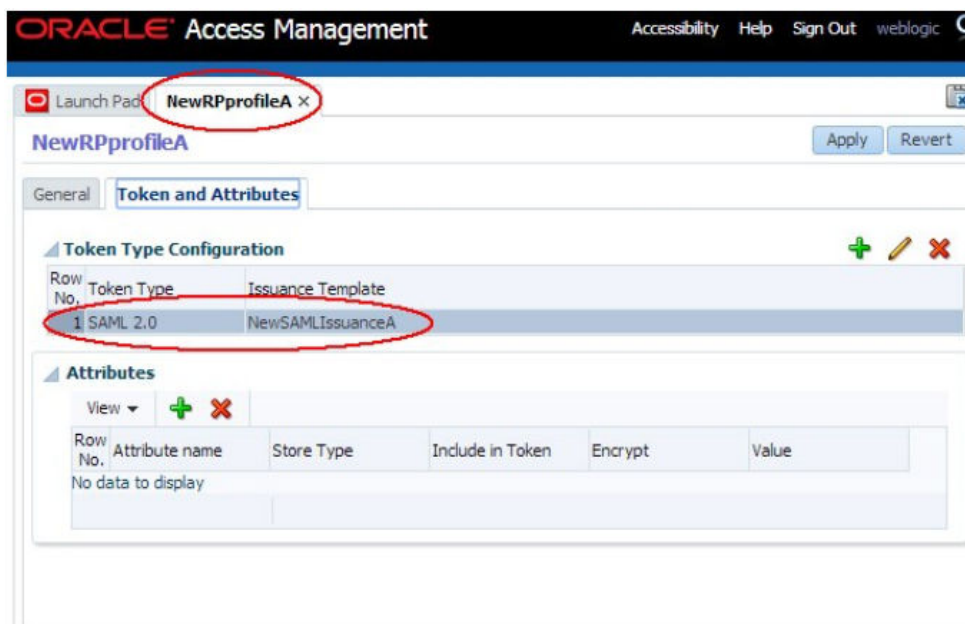 ORACLE Access Management Accessibility Help Sign Out weblogic
Launch Pad NewRPprofileA ×
NewRPprofileA Apply Revert
General Token and Attributes
Token Type Configuration
Row No. Token Type Issuance Template
1 SAML 2.0 NewSAMLIssuanceA
Attributes
View
Row No. Attribute name Store Type Include in Token Encrypt Value
No data to display